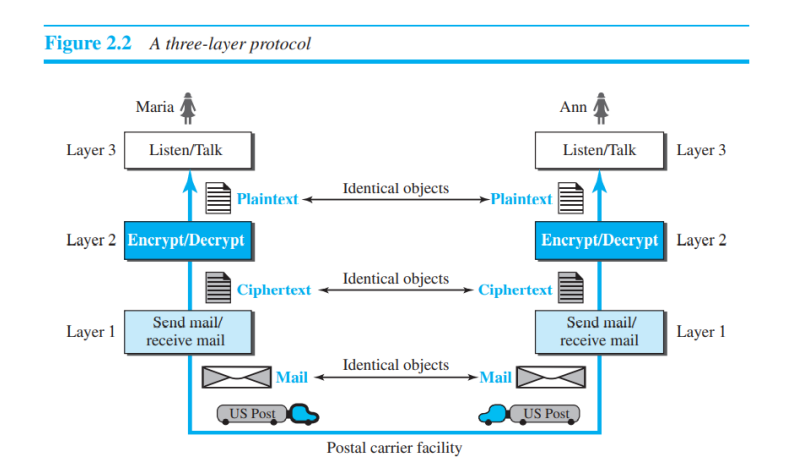 Figure 2.2 A three-layer protocol
Maria
Ann
Layer 3
Listen/Talk
Listen/Talk
Layer 3
Plaintext
Identical objects
Plaintext
Layer 2
Encrypt/Decrypt
Encrypt/Decrypt
Layer 2
Ciphertext
Identical objects
Ciphertext
Layer 1
Send mail/
receive mail
Send mail/
receive mail
Layer 1
Mail
Identical objects
Mail
US Post
US Post
Postal carrier facility